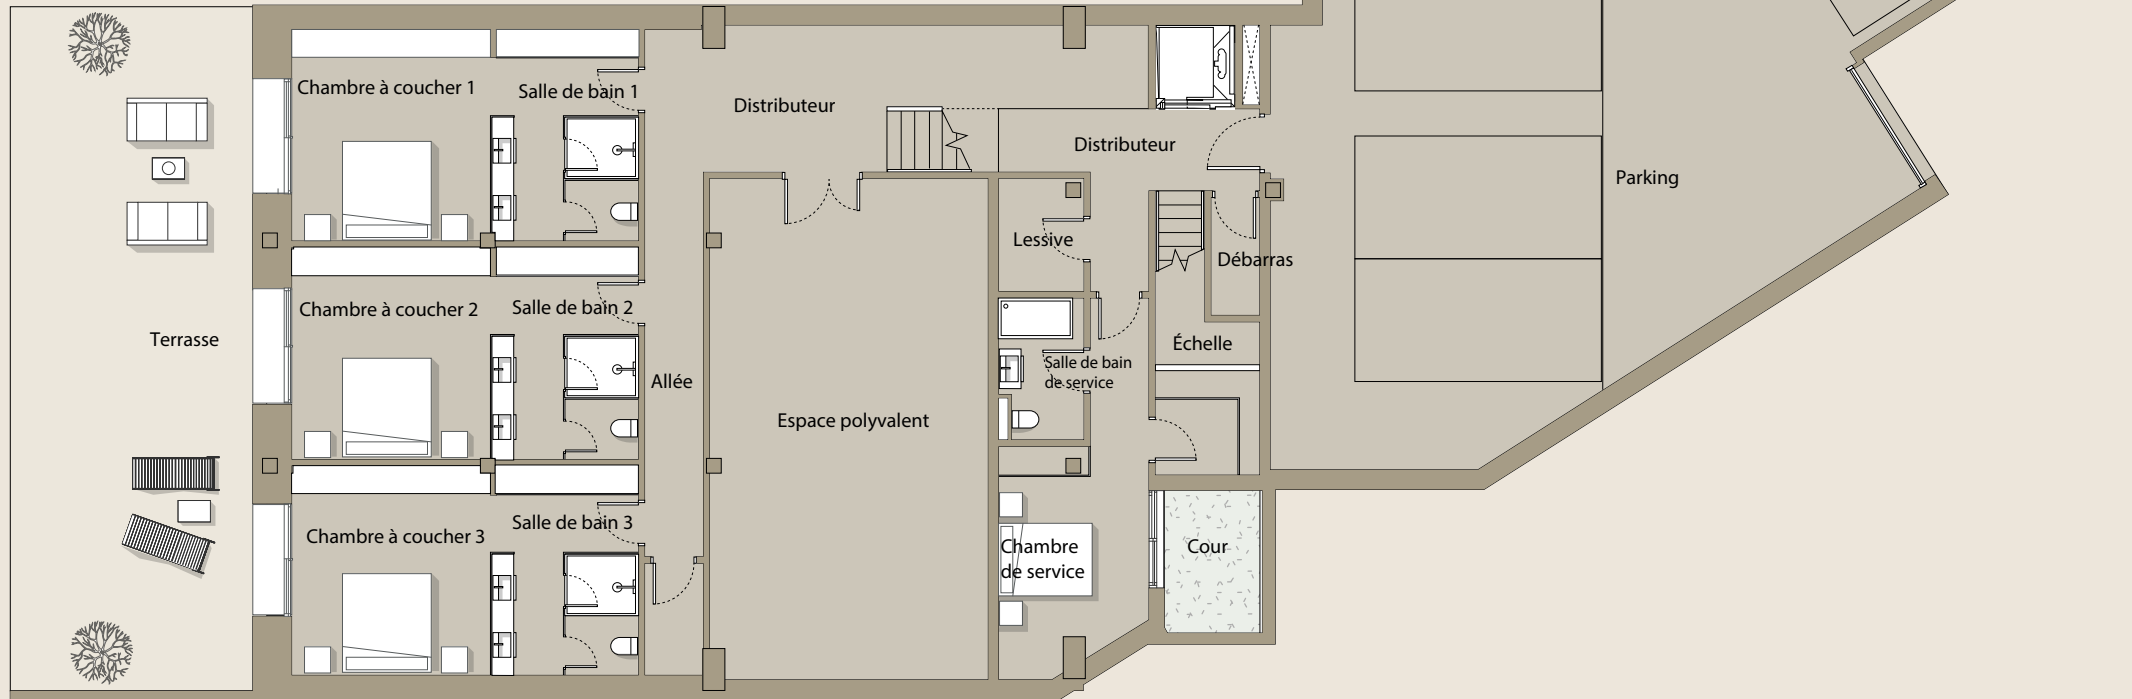 Chambre à coucher 1
Salle de bain 1
Distributeur
Distributeur
Parking
Lessive
Débarras
Chambre à coucher 2
Salle de bain 2
Terrasse
Échelle
Salle de bain
de service
Allée
Espace polyvalent
Chambre à coucher 3
Salle de bain 3
Chambre
de service
Cour